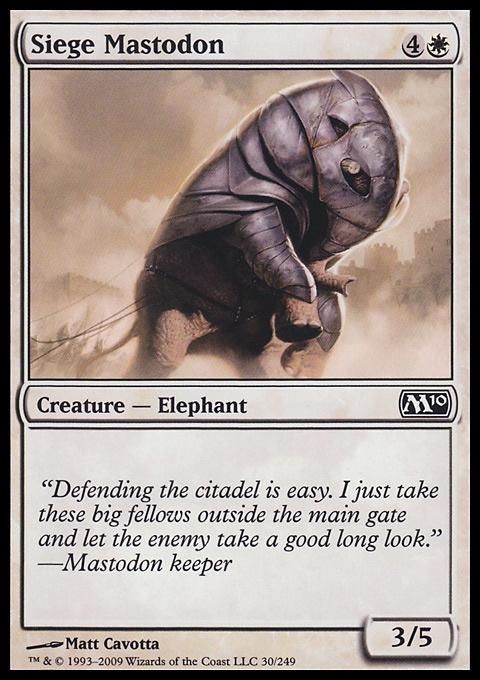 Siege Mastodon 4
Creature — Elephant M10
“Defending the citadel is easy. I just take
these big fellows outside the main gate
and let the enemy take a good long look.”
—Mastodon keeper
Matt Cavotta
3/5
™ & © 1993–2009 Wizards of the Coast LLC 30/249